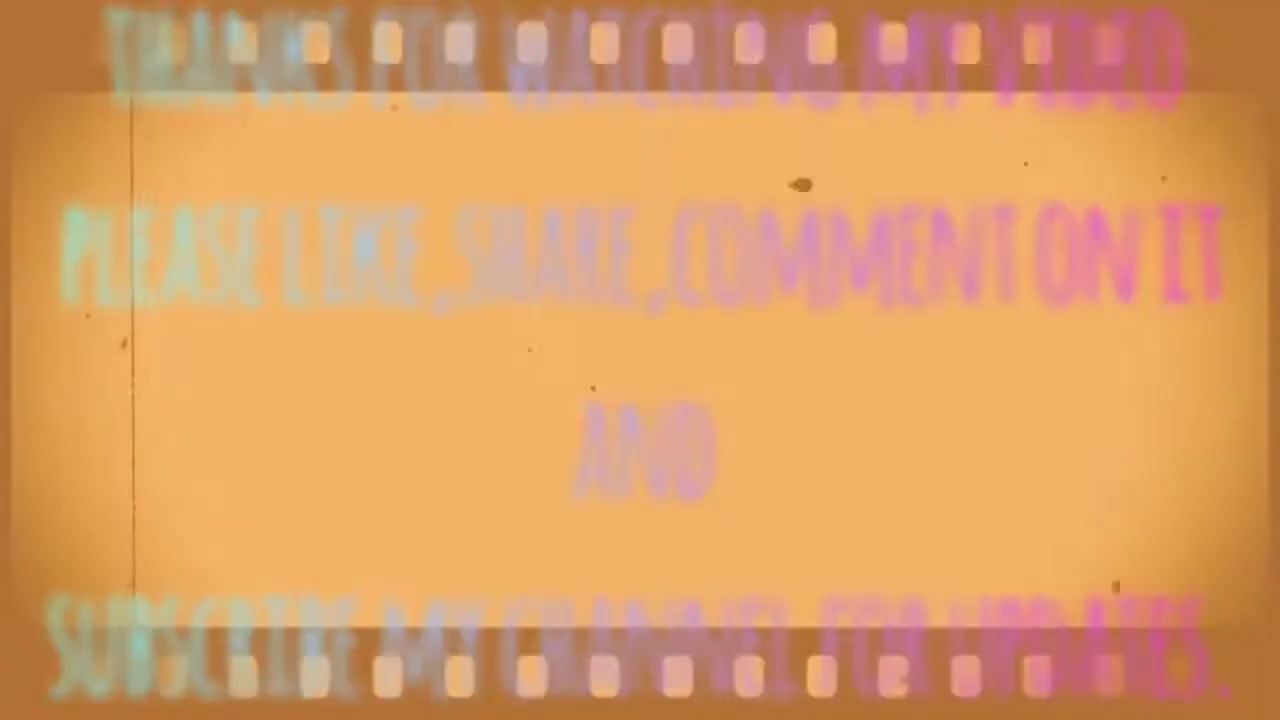 THANKS FOR WATCHING MY VIDEO
PLEASE LIKE,SHARE,COMMENT ON IT
AND
SUBSCRIBE MY CHANNEL FOR UPDATES.